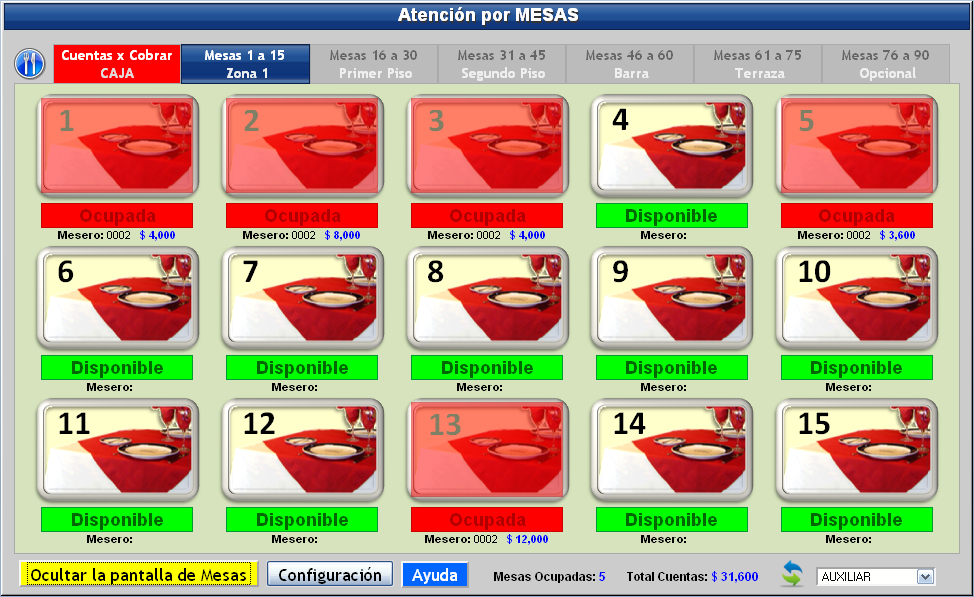 Atención por MESAS
Cuentas x Cobrar
CAJA
Mesas 1 a 15
Zona 1
Mesas 16 a 30
Primer Piso
Mesas 31 a 45
Segundo Piso
Mesas 46 a 60
Barra
Mesas 61 a 75
Terraza
Mesas 76 a 90
Opcional
1 2 3 4 5
Ocupada Ocupada Ocupada Disponible Ocupada
Mesero: 0002 $ 4,000 Mesero: 0002 $ 8,000 Mesero: 0002 $ 4,000 Mesero: Mesero: 0002 $ 3,600
6 7 8 9 10
Disponible Disponible Disponible Disponible Disponible
Mesero: Mesero: Mesero: Mesero: Mesero:
11 12 13 14 15
Disponible Disponible Ocupada Disponible Disponible
Mesero: Mesero: Mesero: 0002 $ 12,000 Mesero: Mesero:
Ocultar la pantalla de Mesas Configuración Ayuda Mesas Ocupadas: 5 Total Cuentas: $ 31,600 AUXILIAR